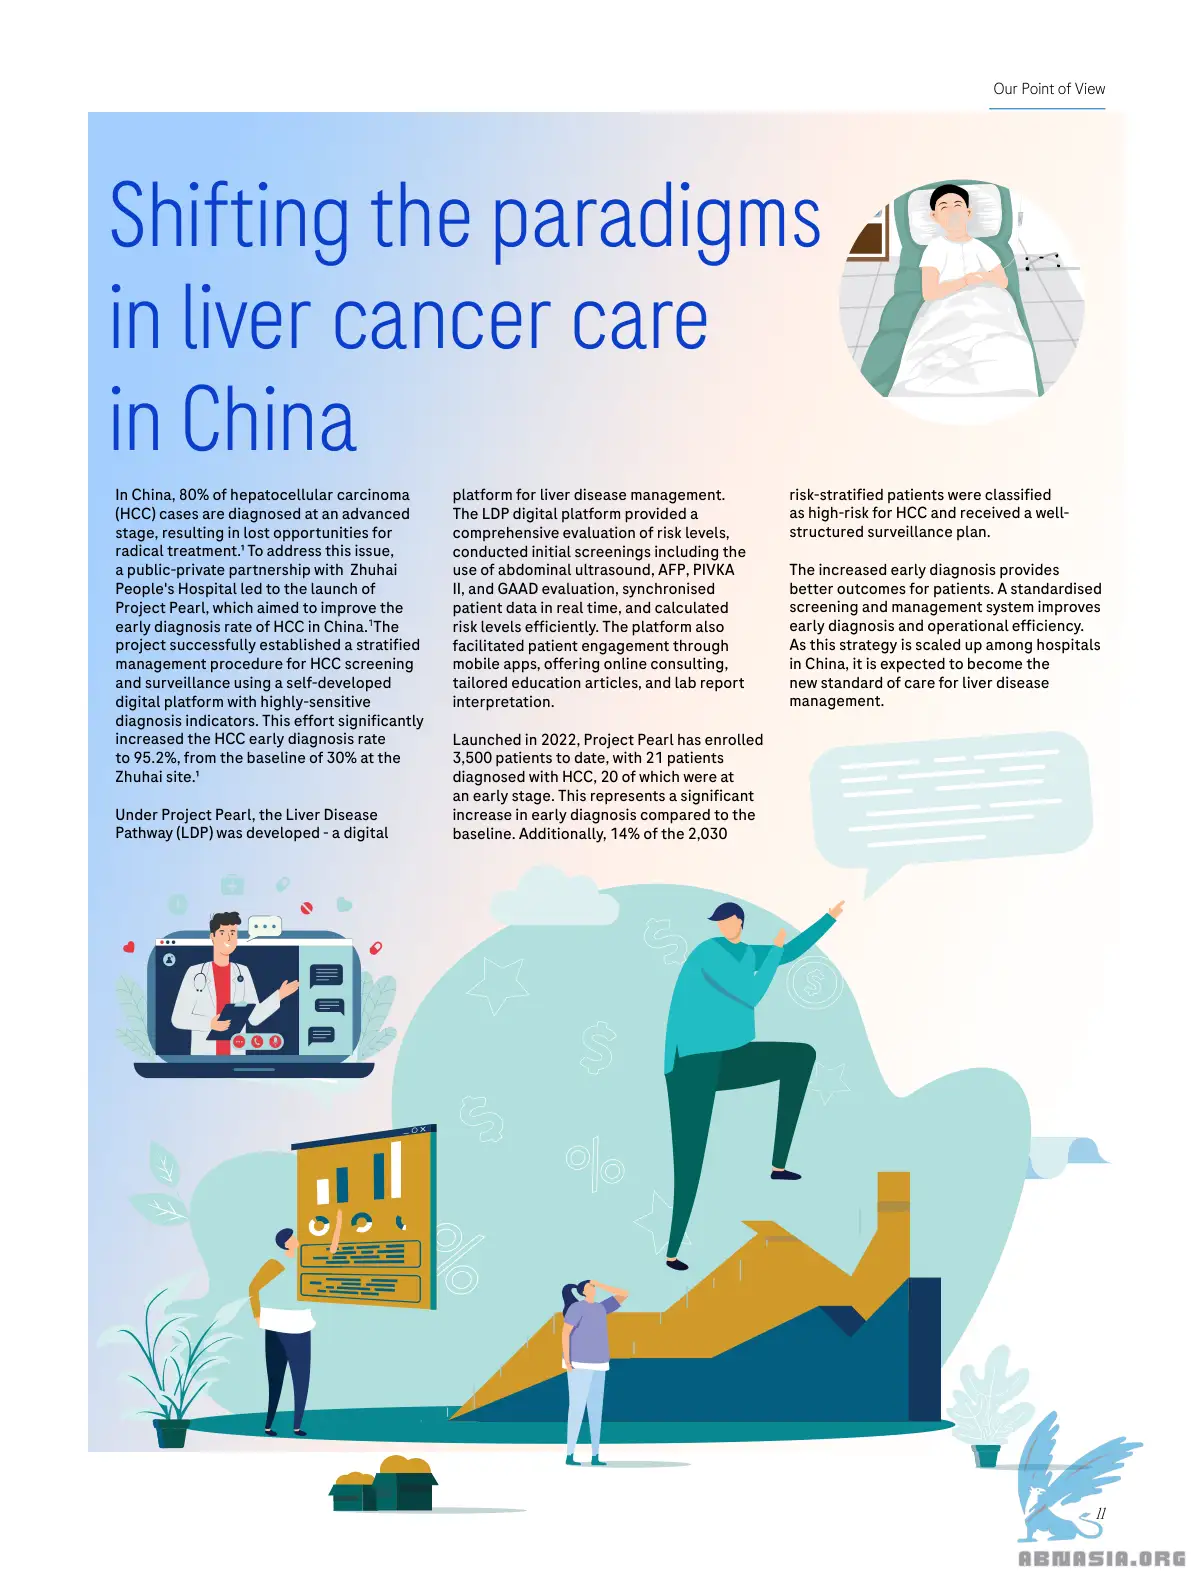 Our Point of View
Shifting the paradigms
in liver cancer care
in China
In China, 80% of hepatocellular carcinoma
(HCC) cases are diagnosed at an advanced
stage, resulting in lost opportunities for
radical treatment.¹ To address this issue,
a public-private partnership with Zhuhai
People's Hospital led to the launch of
Project Pearl, which aimed to improve the
early diagnosis rate of HCC in China.¹The
project successfully established a stratified
management procedure for HCC screening
and surveillance using a self-developed
digital platform with highly-sensitive
diagnosis indicators. This effort significantly
increased the HCC early diagnosis rate
to 95.2%, from the baseline of 30% at the
Zhuhai site.¹
Under Project Pearl, the Liver Disease
Pathway (LDP) was developed - a digital
platform for liver disease management.
The LDP digital platform provided a
comprehensive evaluation of risk levels,
conducted initial screenings including the
use of abdominal ultrasound, AFP, PIVKA
II, and GAAD evaluation, synchronised
patient data in real time, and calculated
risk levels efficiently. The platform also
facilitated patient engagement through
mobile apps, offering online consulting,
tailored education articles, and lab report
interpretation.
Launched in 2022, Project Pearl has enrolled
3,500 patients to date, with 21 patients
diagnosed with HCC, 20 of which were at
an early stage. This represents a significant
increase in early diagnosis compared to the
baseline. Additionally, 14% of the 2,030
risk-stratified patients were classified
as high-risk for HCC and received a well-
structured surveillance plan.
The increased early diagnosis provides
better outcomes for patients. A standardised
screening and management system improves
early diagnosis and operational efficiency.
As this strategy is scaled up among hospitals
in China, it is expected to become the
new standard of care for liver disease
management.
11
ABNASIA.ORG